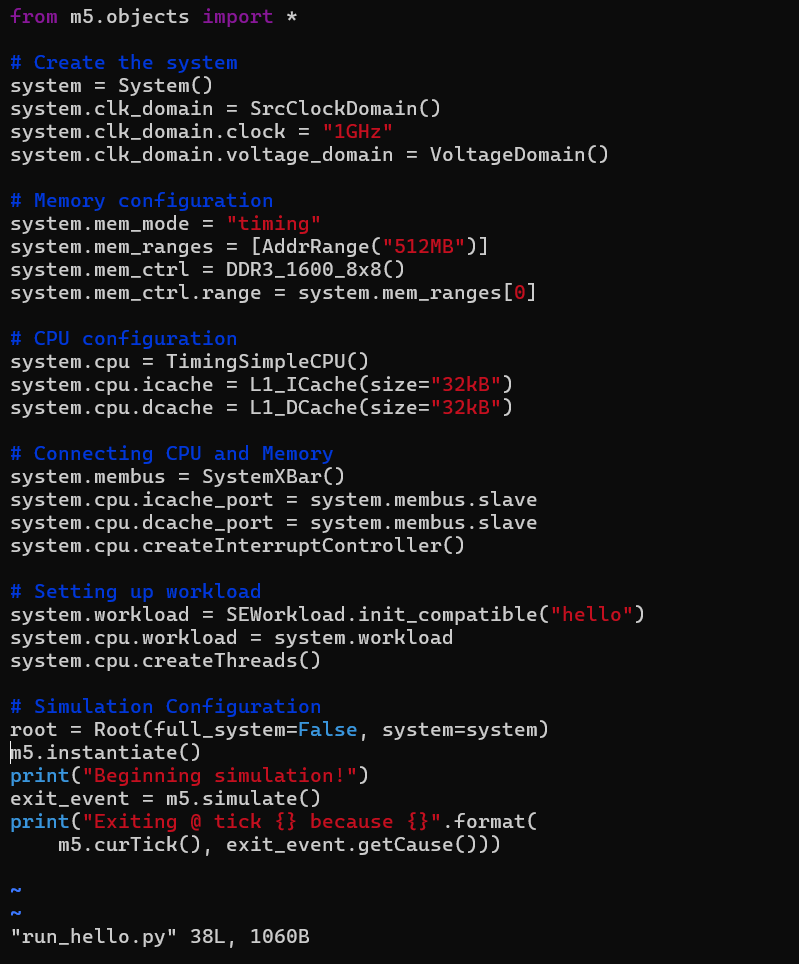 from m5.objects import *
# Create the system
system = System()
system.clk_domain = SrcClockDomain()
system.clk_domain.clock = "1GHz"
system.clk_domain.voltage_domain = VoltageDomain()
# Memory configuration
system.mem_mode = "timing"
system.mem_ranges = [AddrRange("512MB")]
system.mem_ctrl = DDR3_1600_8x8()
system.mem_ctrl.range = system.mem_ranges[0]
# CPU configuration
system.cpu = TimingSimpleCPU()
system.cpu.icache = L1_ICache(size="32kB")
system.cpu.dcache = L1_DCache(size="32kB")
# Connecting CPU and Memory
system.membus = SystemXBar()
system.cpu.icache_port = system.membus.slave
system.cpu.dcache_port = system.membus.slave
system.cpu.createInterruptController()
# Setting up workload
system.workload = SEWorkload.init_compatible("hello")
system.cpu.workload = system.workload
system.cpu.createThreads()
# Simulation Configuration
root = Root(full_system=False, system=system)
m5.instantiate()
print("Beginning simulation!")
exit_event = m5.simulate()
print("Exiting @ tick {} because {}".format(
    m5.curTick(), exit_event.getCause()))
~
~
"run_hello.py" 38L, 1060B